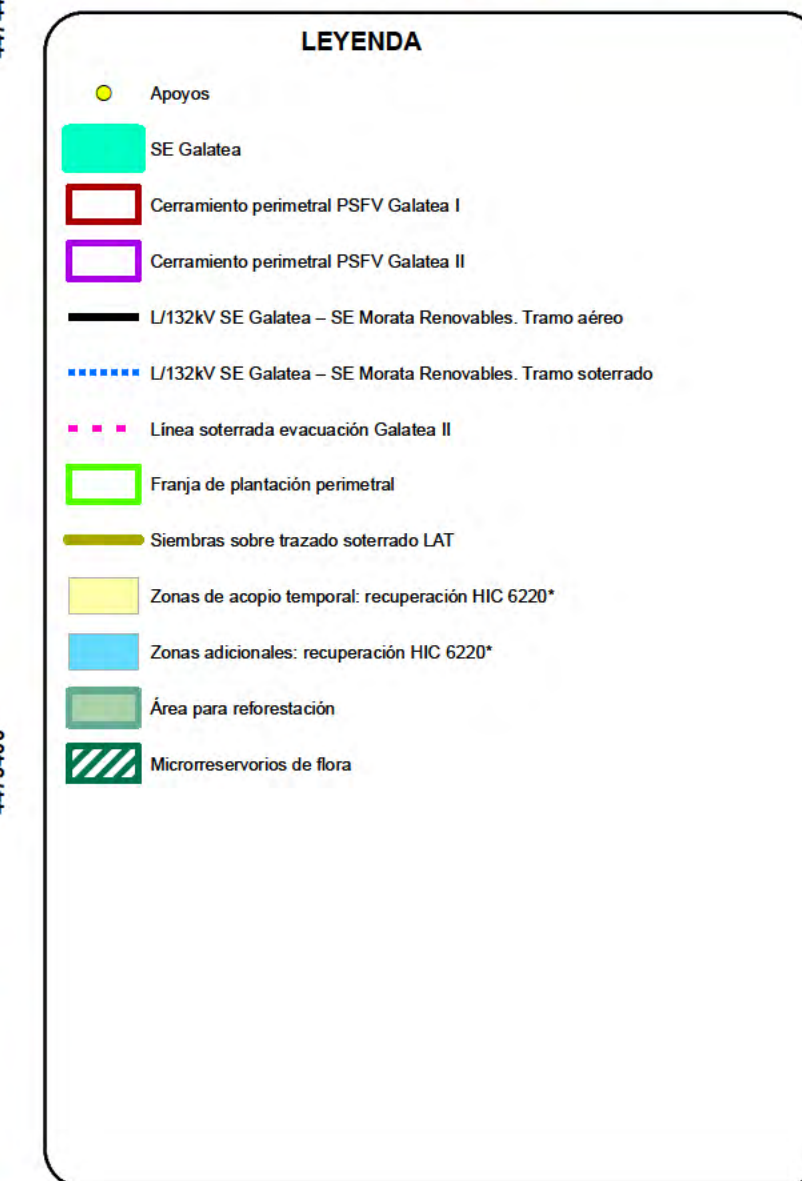 LEYENDA
Apoyos
SE Galatea
Cerramiento perimetral PSFV Galatea I
Cerramiento perimetral PSFV Galatea II
L/132kV SE Galatea – SE Morata Renovables. Tramo aéreo
L/132kV SE Galatea – SE Morata Renovables. Tramo soterrado
Línea soterrada evacuación Galatea II
Franja de plantación perimetral
Siembras sobre trazado soterrado LAT
Zonas de acopio temporal: recuperación HIC 6220*
Zonas adicionales: recuperación HIC 6220*
Área para reforestación
Microrreservorios de flora